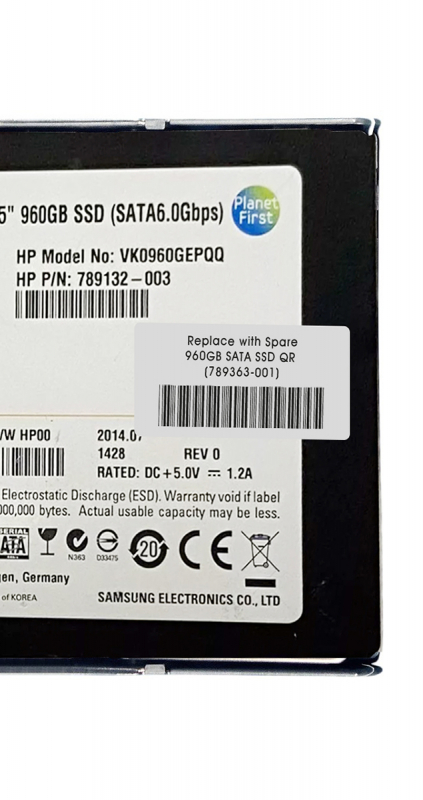 5" 960GB SSD (SATA6.0Gbps)
Planet
First
HP Model No: VK0960GEPQQ
HP P/N: 789132-003
Replace with Spare
960GB SATA SSD QR
(789363-001)
/W HP00
2014.07
1428
REV 0
RATED: DC+5.0V ⎓ 1.2A
Electrostatic Discharge (ESD). Warranty void if label
000,000 bytes. Actual usable capacity may be less.
SERIAL
ATA
N363
D33475
20
CE
gen, Germany
of KOREA
SAMSUNG ELECTRONICS CO., LTD